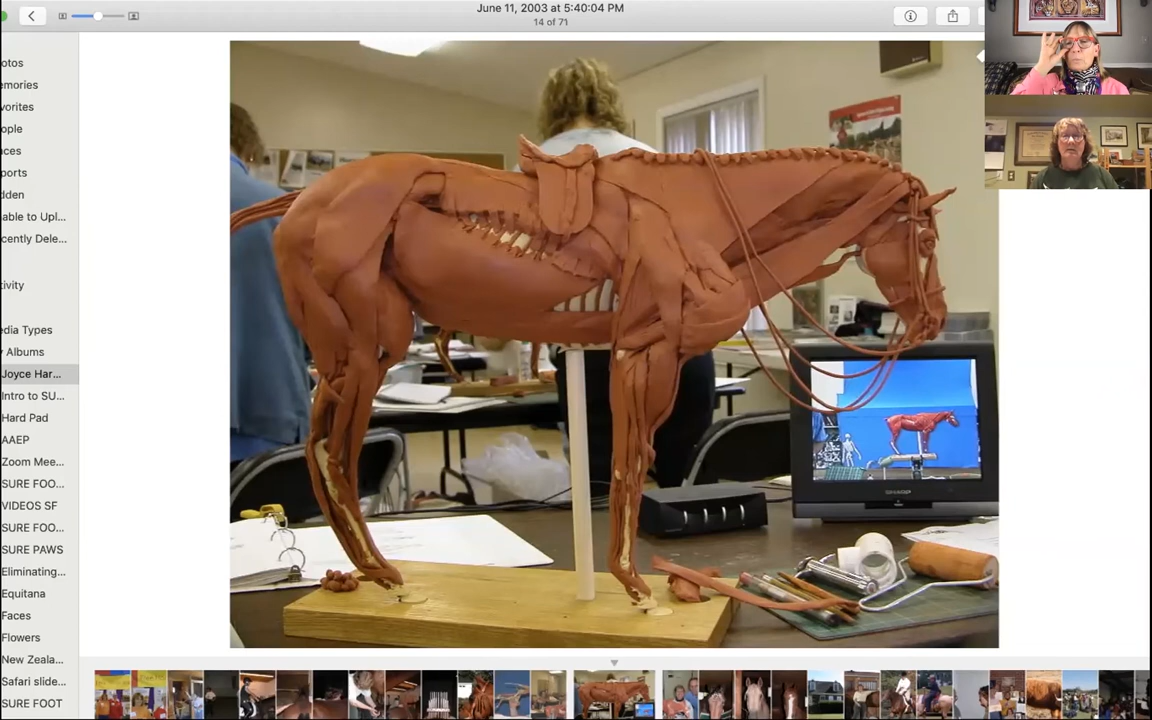 June 11, 2003 at 5:40:04 PM
14 of 71
otos
emories
avorites
ople
aces
ports
dden
able to Upl...
cently Dele...
tivity
edia Types
Albums
Joyce Har...
Intro to SU...
Hard Pad
AAEP
Zoom Mee...
SURE FOO...
VIDEOS SF
SURE FOO...
SURE PAWS
Eliminating...
Equitana
Faces
Flowers
New Zeala...
Safari slide...
SURE FOOT
SHARP